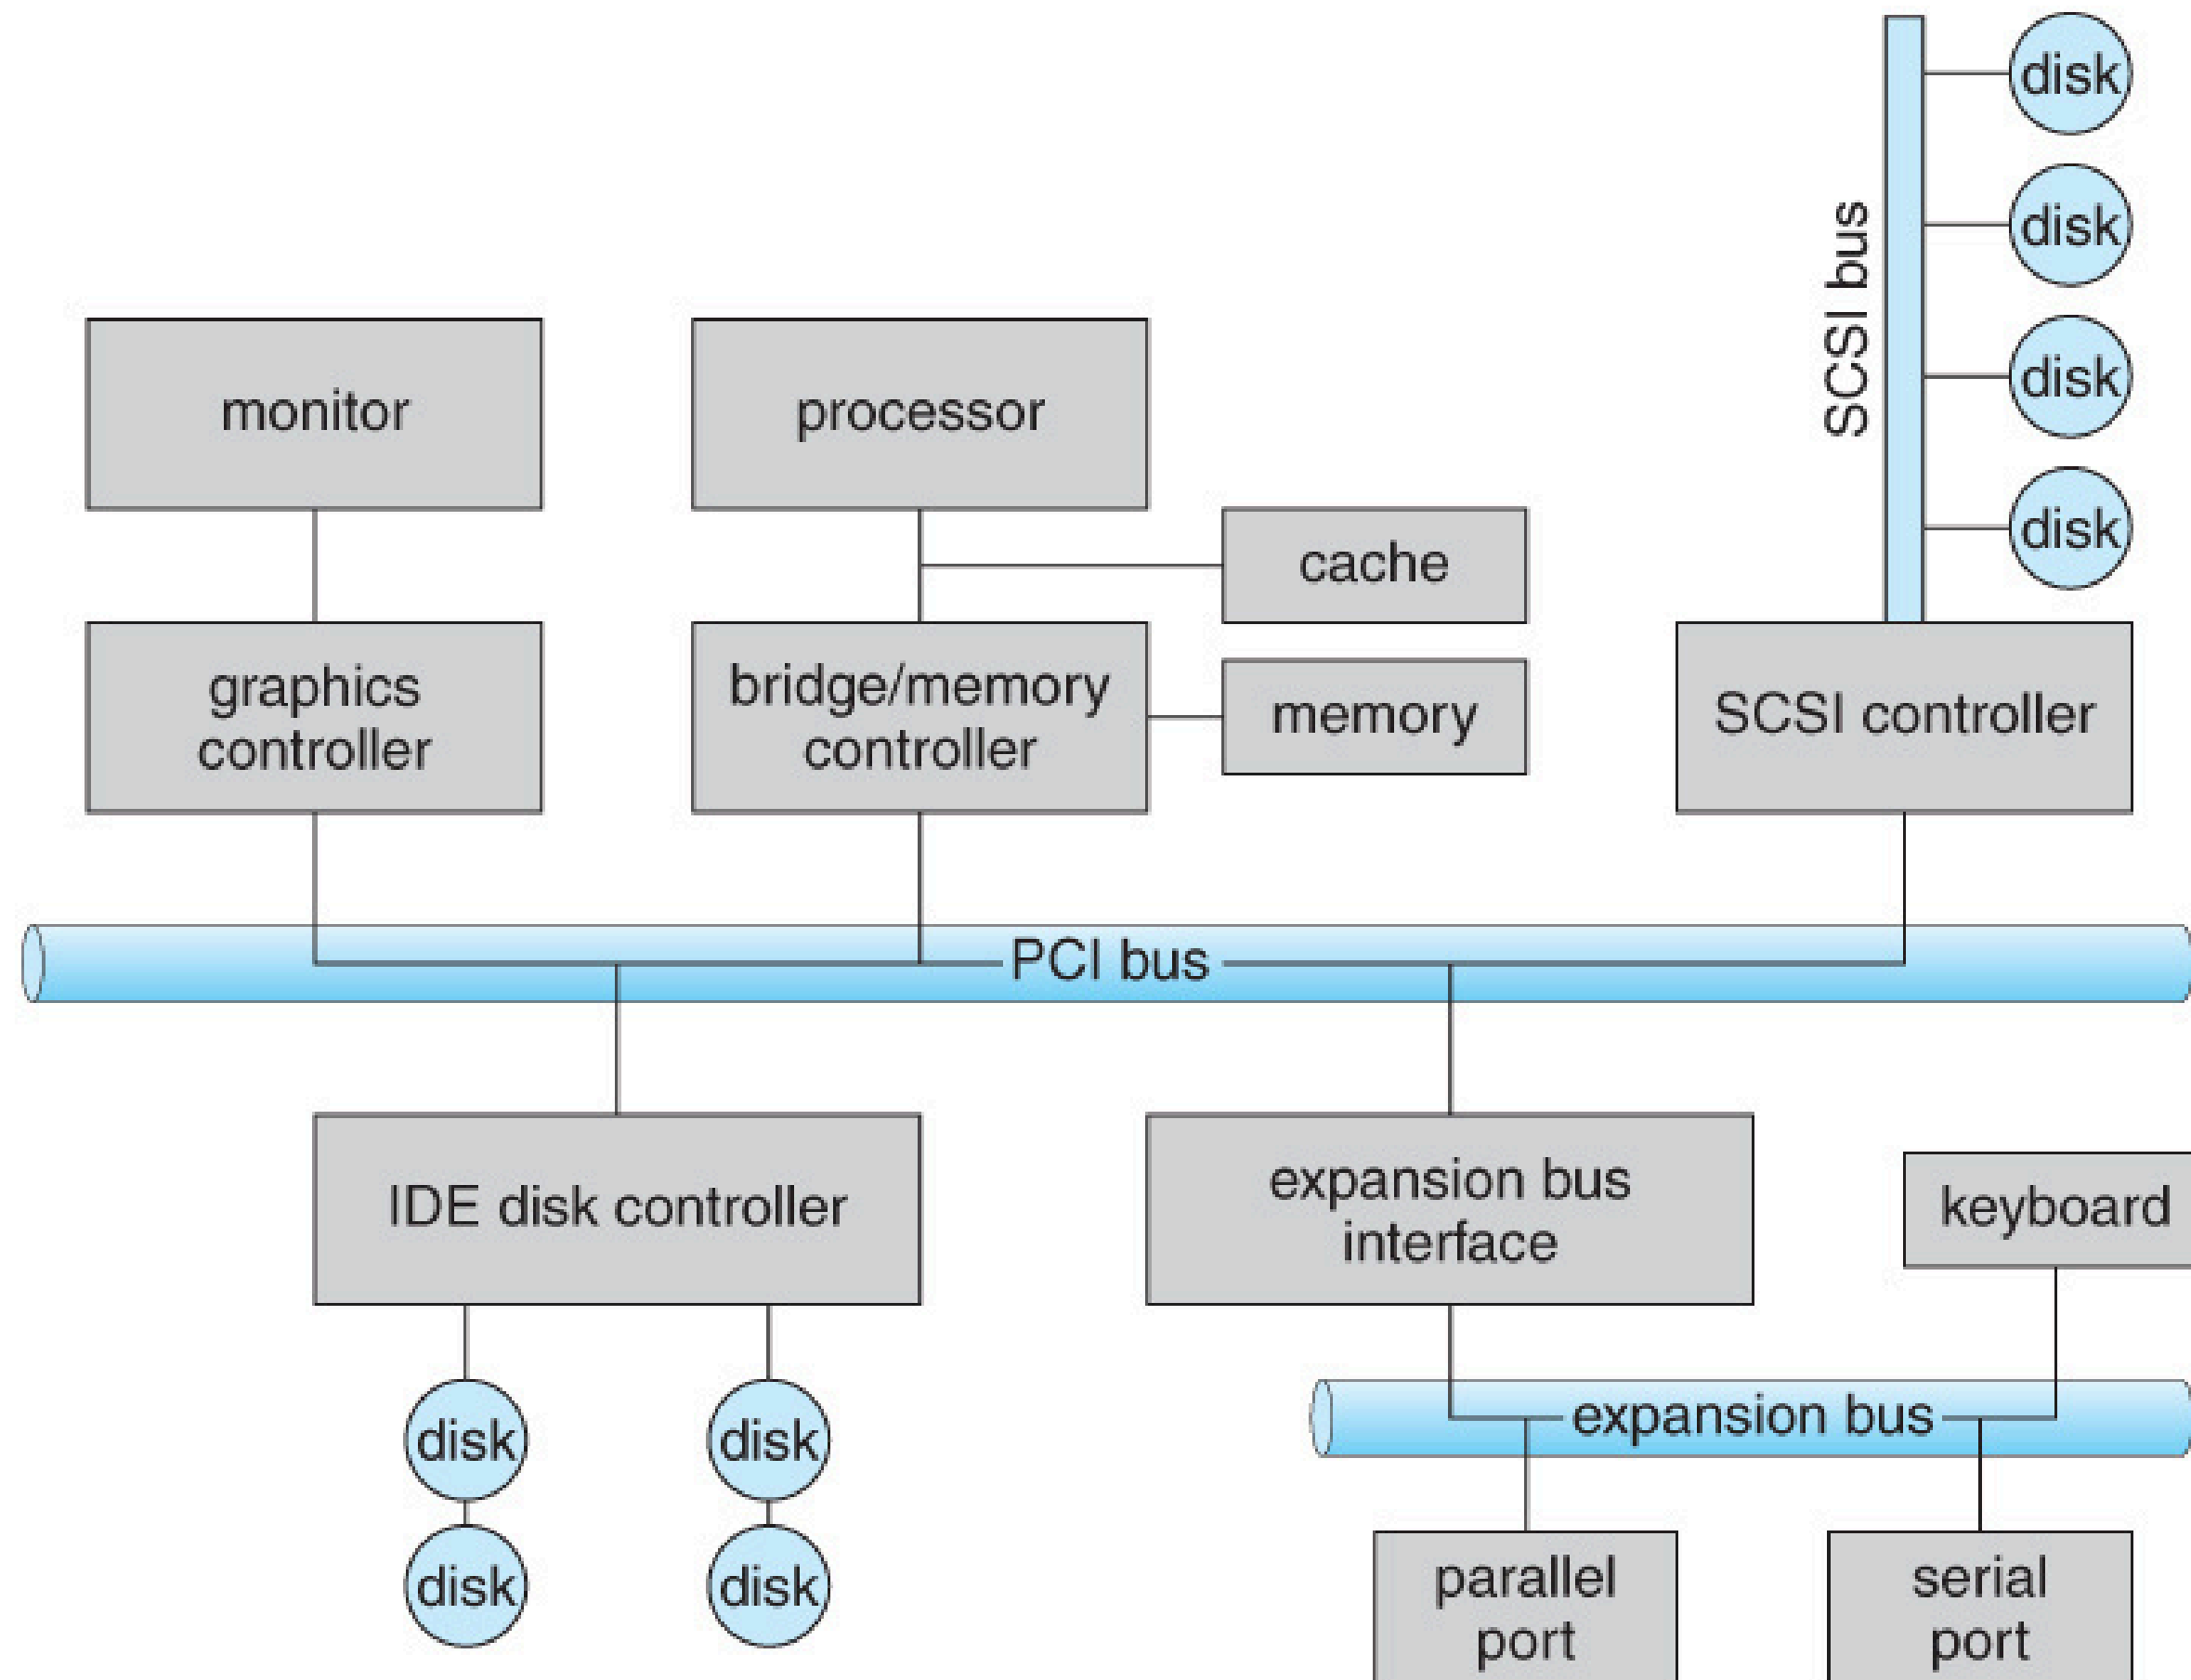 disk
disk
SCSI bus
disk
disk
monitor
processor
cache
graphics
controller
bridge/memory
controller
memory
SCSI controller
PCI bus
IDE disk controller
expansion bus
interface
keyboard
disk
disk
expansion bus
disk
disk
parallel
port
serial
port